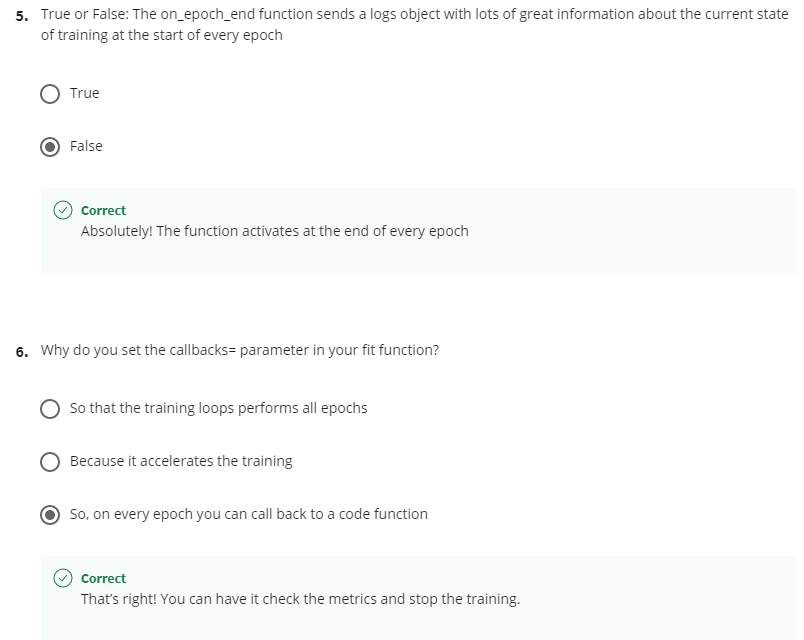 5. True or False: The on_epoch_end function sends a logs object with lots of great information about the current state
of training at the start of every epoch
True
False
Correct
Absolutely! The function activates at the end of every epoch
6. Why do you set the callbacks= parameter in your fit function?
So that the training loops performs all epochs
Because it accelerates the training
So, on every epoch you can call back to a code function
Correct
That's right! You can have it check the metrics and stop the training.